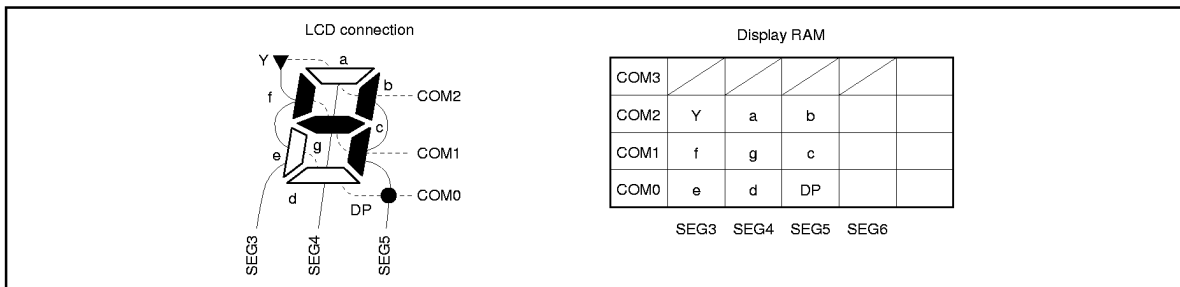 LCD connection
Y
a
b
f
COM2
c
g
COM1
e
d
DP
COM0
SEG3
SEG4
SEG5
Display RAM
COM3
COM2 Y a b
COM1 f g c
COM0 e d DP
SEG3 SEG4 SEG5 SEG6